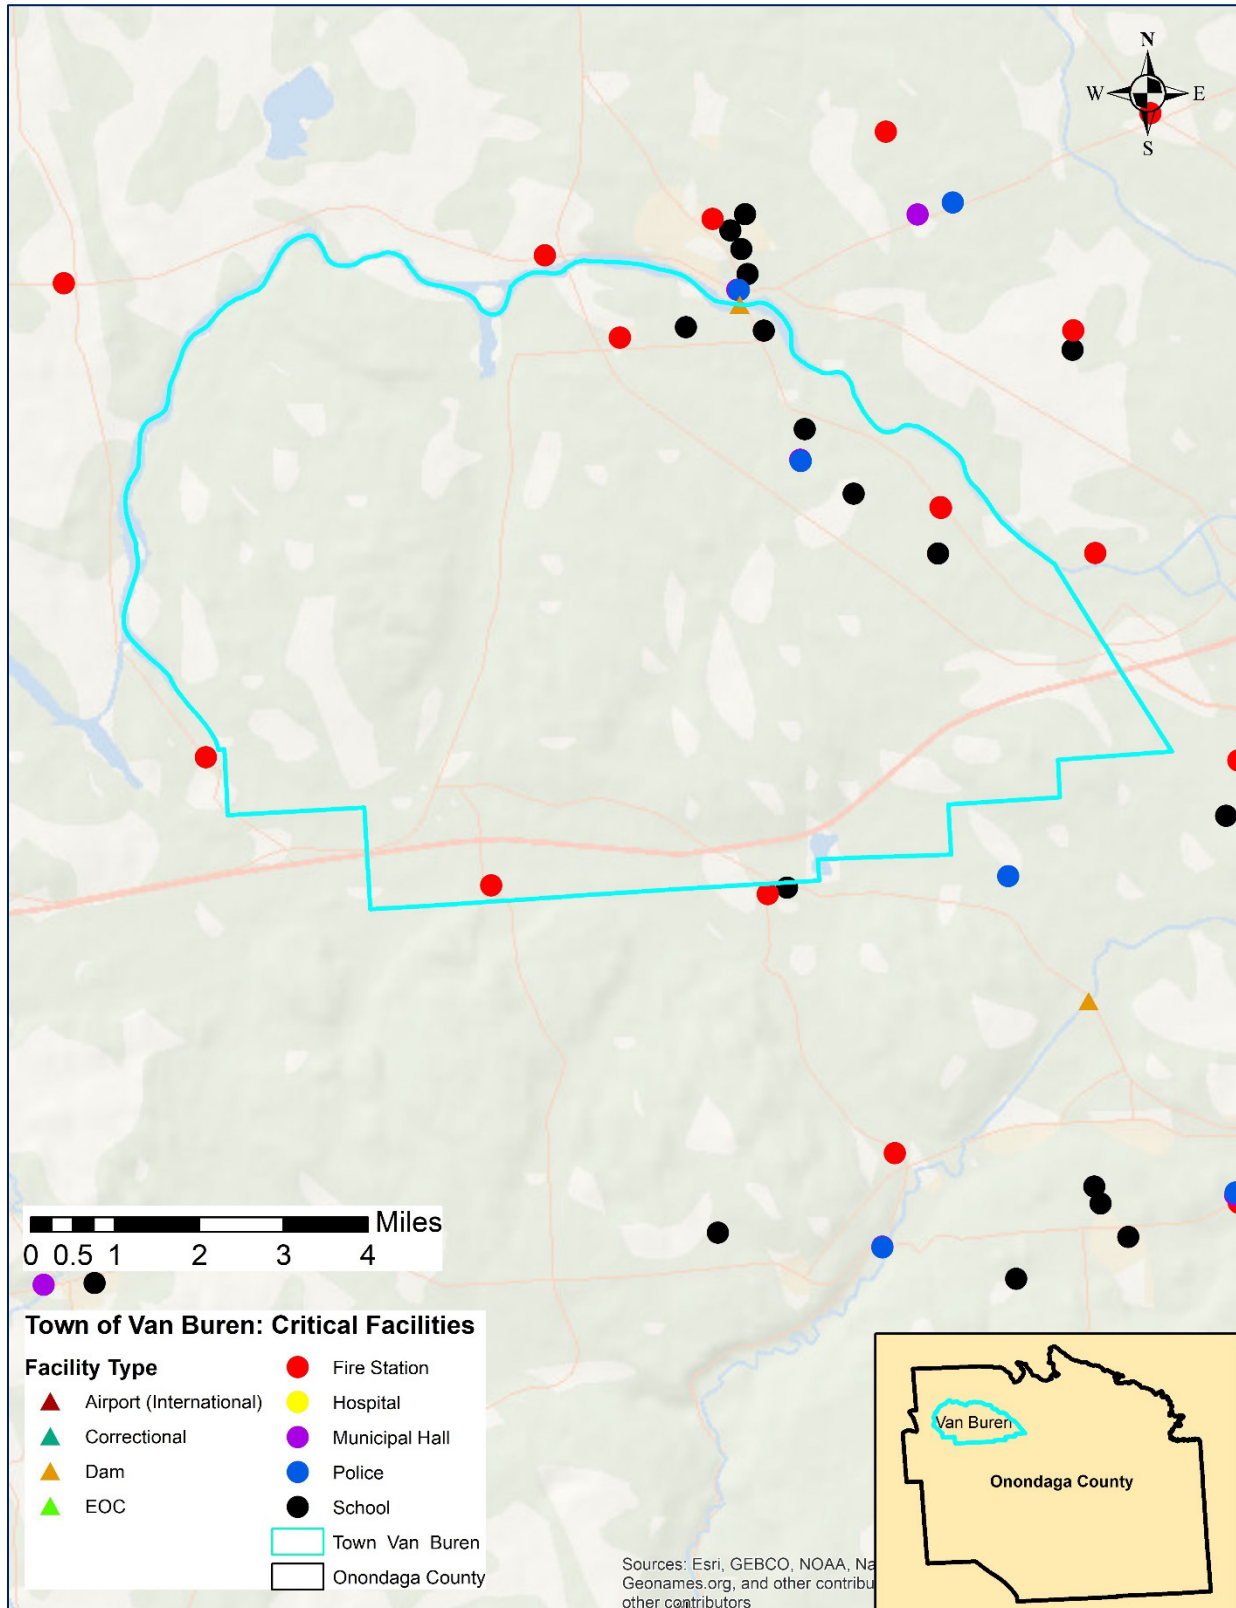 N
W E
S
Miles
0 0.5 1 2 3 4
Town of Van Buren: Critical Facilities
Facility Type
Airport (International)
Correctional
Dam
EOC
Fire Station
Hospital
Municipal Hall
Police
School
Town Van Buren
Onondaga County
Sources: Esri, GEBCO, NOAA, Na
Geonames.org, and other contribu
other contributors
Van Buren
Onondaga County